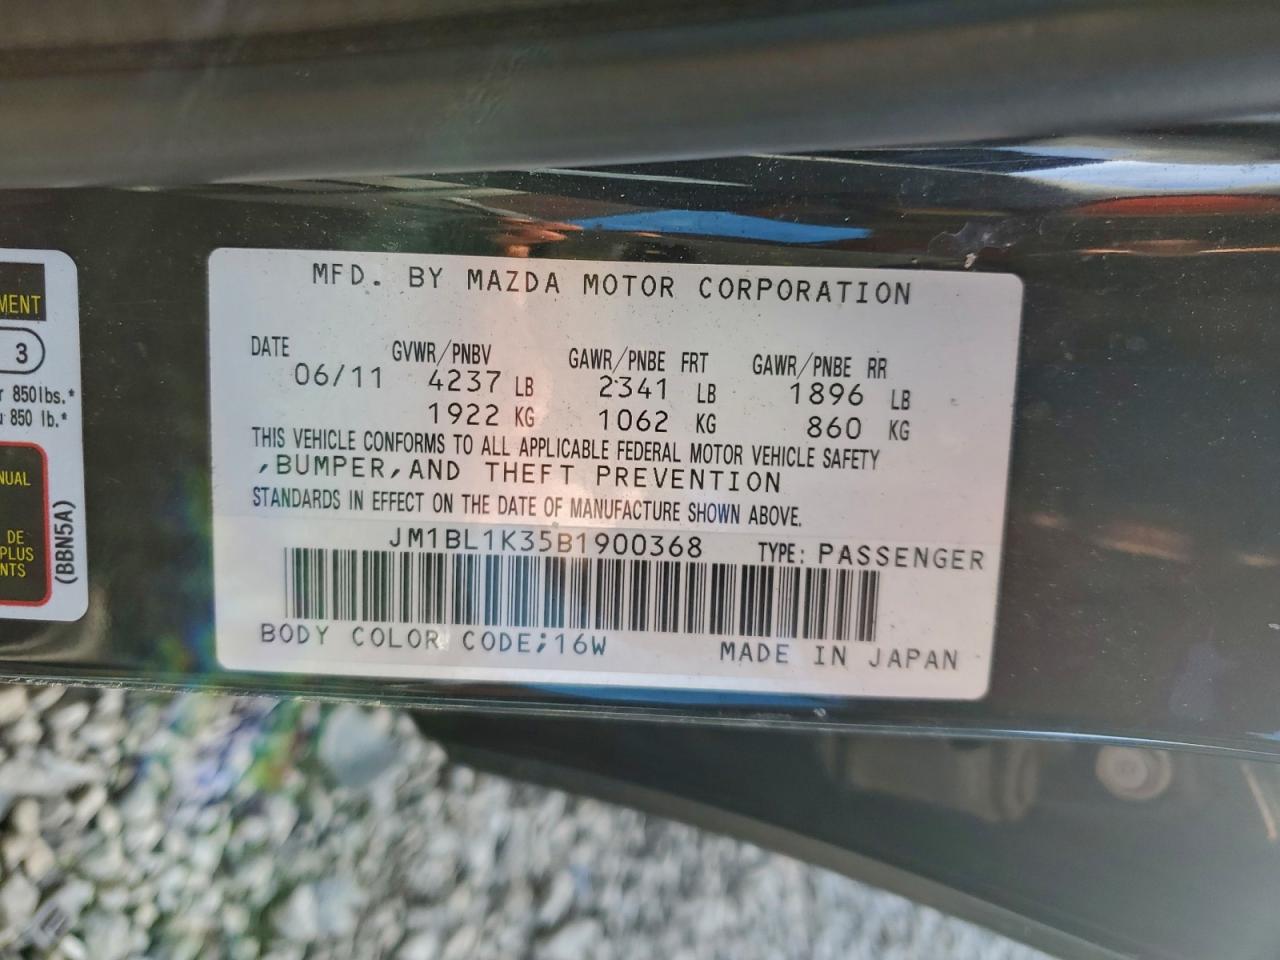 MFD. BY MAZDA MOTOR CORPORATION
DATE GVWR/PNBV GAWR/PNBE FRT GAWR/PNBE RR
06/11 4237 LB 2341 LB 1896 LB
1922 KG 1062 KG 860 KG
THIS VEHICLE CONFORMS TO ALL APPLICABLE FEDERAL MOTOR VEHICLE SAFETY
,BUMPER,AND THEFT PREVENTION
STANDARDS IN EFFECT ON THE DATE OF MANUFACTURE SHOWN ABOVE.
JM1BL1K35B1900368 TYPE: PASSENGER
BODY COLOR CODE;16W MADE IN JAPAN
MENT
3
850lbs.*
850 lb.*
NUAL
DE
PLUS
NTS
(BBN5A)